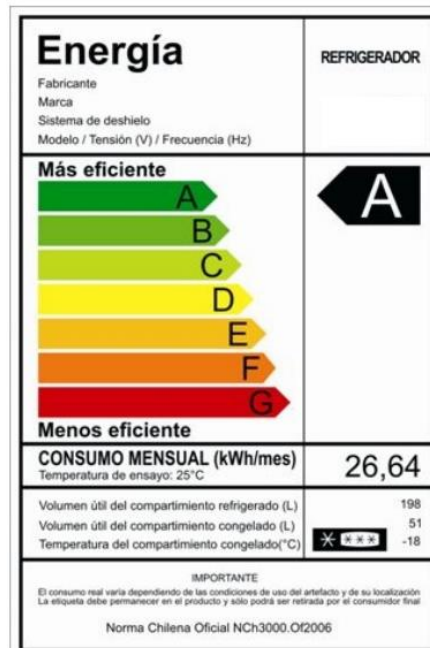 Energía
REFRIGERADOR
Fabricante
Marca
Sistema de deshielo
Modelo / Tensión (V) / Frecuencia (Hz)
Más eficiente
A
A
B
C
D
E
F
G
Menos eficiente
CONSUMO MENSUAL (kWh/mes) 26,64
Temperatura de ensayo: 25°C
Volumen útil del compartimiento refrigerado (L) 198
Volumen útil del compartimiento congelado (L) 51
Temperatura del compartimiento congelado(°C) -18
IMPORTANTE
El consumo real varía dependiendo de las condiciones de uso del artefacto y de su localización
La etiqueta debe permanecer en el producto y sólo podrá ser retirada por el consumidor final
Norma Chilena Oficial NCh3000.Of2006